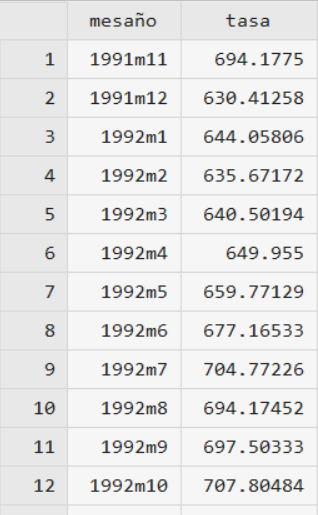 mesaño tasa
1 1991m11 694.1775
2 1991m12 630.41258
3 1992m1 644.05806
4 1992m2 635.67172
5 1992m3 640.50194
6 1992m4 649.955
7 1992m5 659.77129
8 1992m6 677.16533
9 1992m7 704.77226
10 1992m8 694.17452
11 1992m9 697.50333
12 1992m10 707.80484